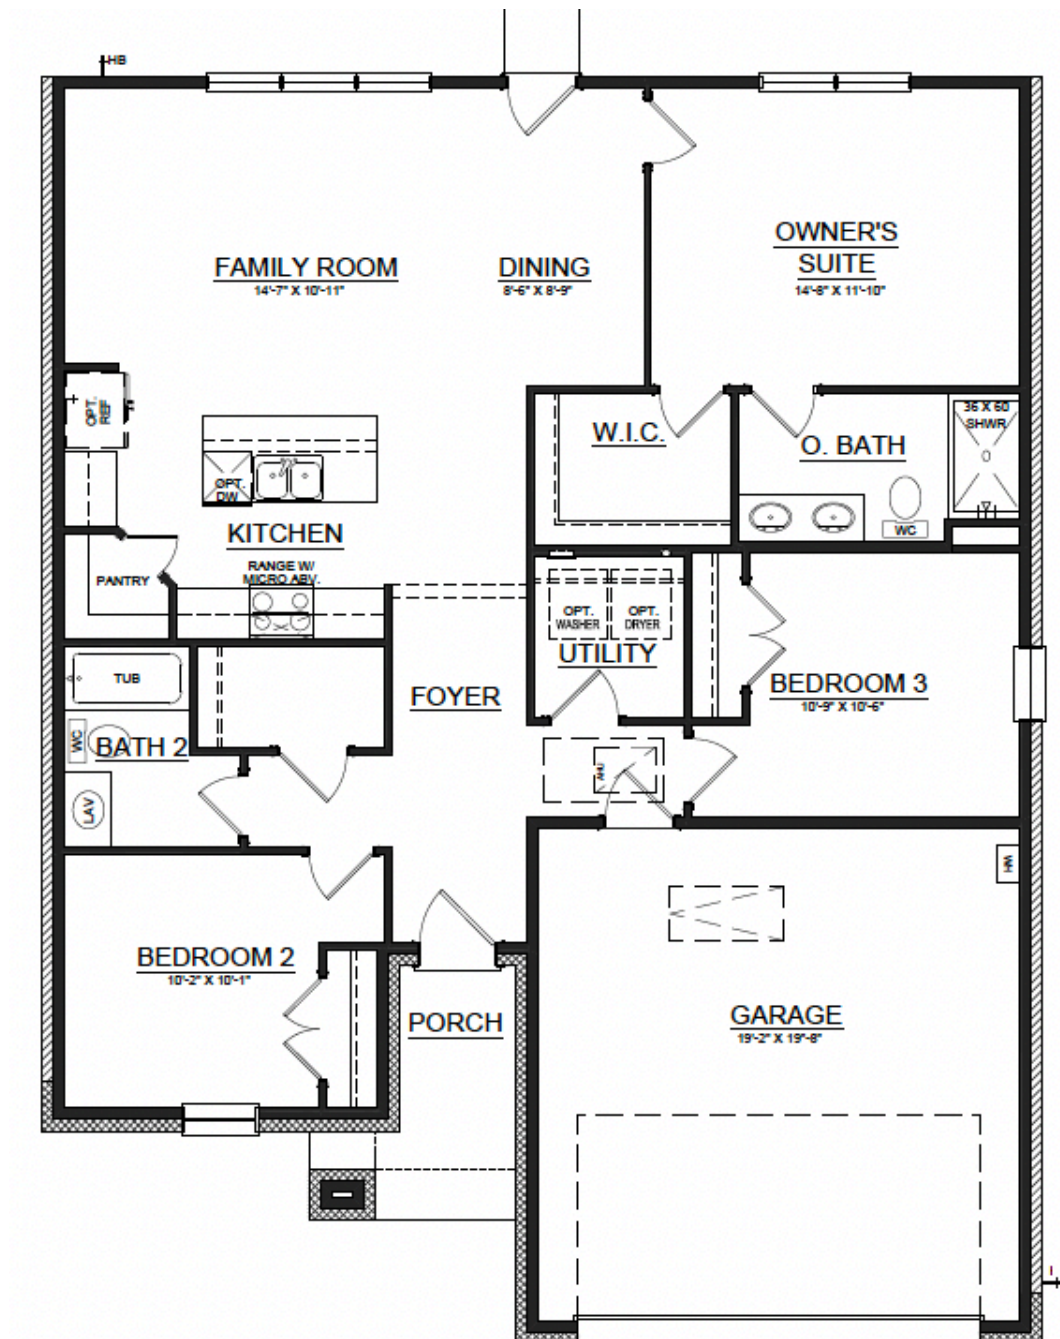 HB
OWNER'S
SUITE
14'-8" X 11'-10"
FAMILY ROOM
14'-7" X 10'-11"
DINING
8'-6" X 8'-9"
OPT.
REF
36 X 60
SHWR
W.I.C.
O. BATH
OPT.
DW
WC
KITCHEN
RANGE W/
MICRO ABV.
PANTRY
OPT.
WASHER
OPT.
DRYER
UTILITY
TUB
FOYER
BEDROOM 3
10'-9" X 10'-6"
WC
BATH 2
AHU
LAV
HW
BEDROOM 2
10'-2" X 10'-1"
PORCH
GARAGE
19'-2" X 19'-8"